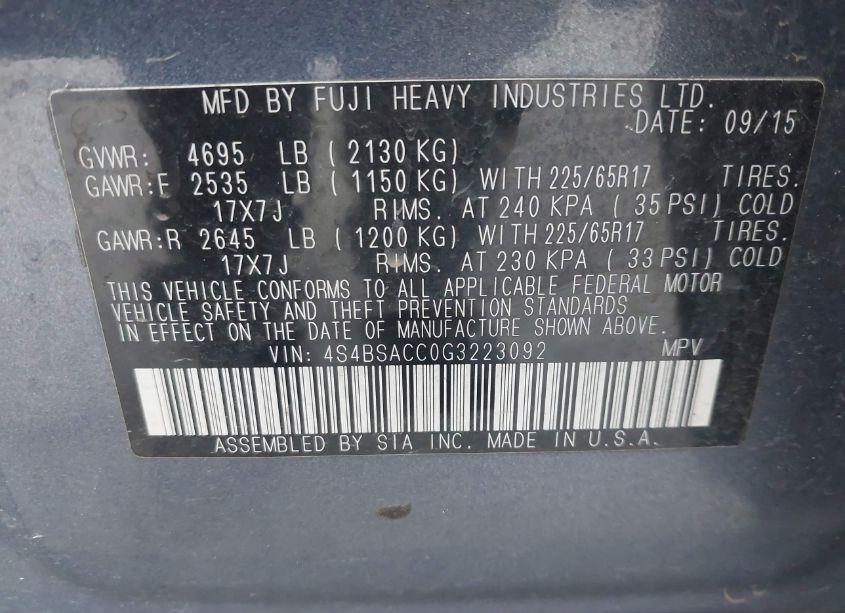 MFD BY FUJI HEAVY INDUSTRIES LTD.
DATE: 09/15
GVWR: 4695 LB ( 2130 KG)
GAWR:F 2535 LB ( 1150 KG) WITH 225/65R17 TIRES.
17X7J RIMS. AT 240 KPA ( 35 PSI) COLD
GAWR:R 2645 LB ( 1200 KG) WITH 225/65R17 TIRES.
17X7J RIMS. AT 230 KPA ( 33 PSI) COLD
THIS VEHICLE CONFORMS TO ALL APPLICABLE FEDERAL MOTOR
VEHICLE SAFETY AND THEFT PREVENTION STANDARDS
IN EFFECT ON THE DATE OF MANUFACTURE SHOWN ABOVE.
VIN: 4S4BSACC0G3223092 MPV
ASSEMBLED BY SIA INC. MADE IN U.S.A.